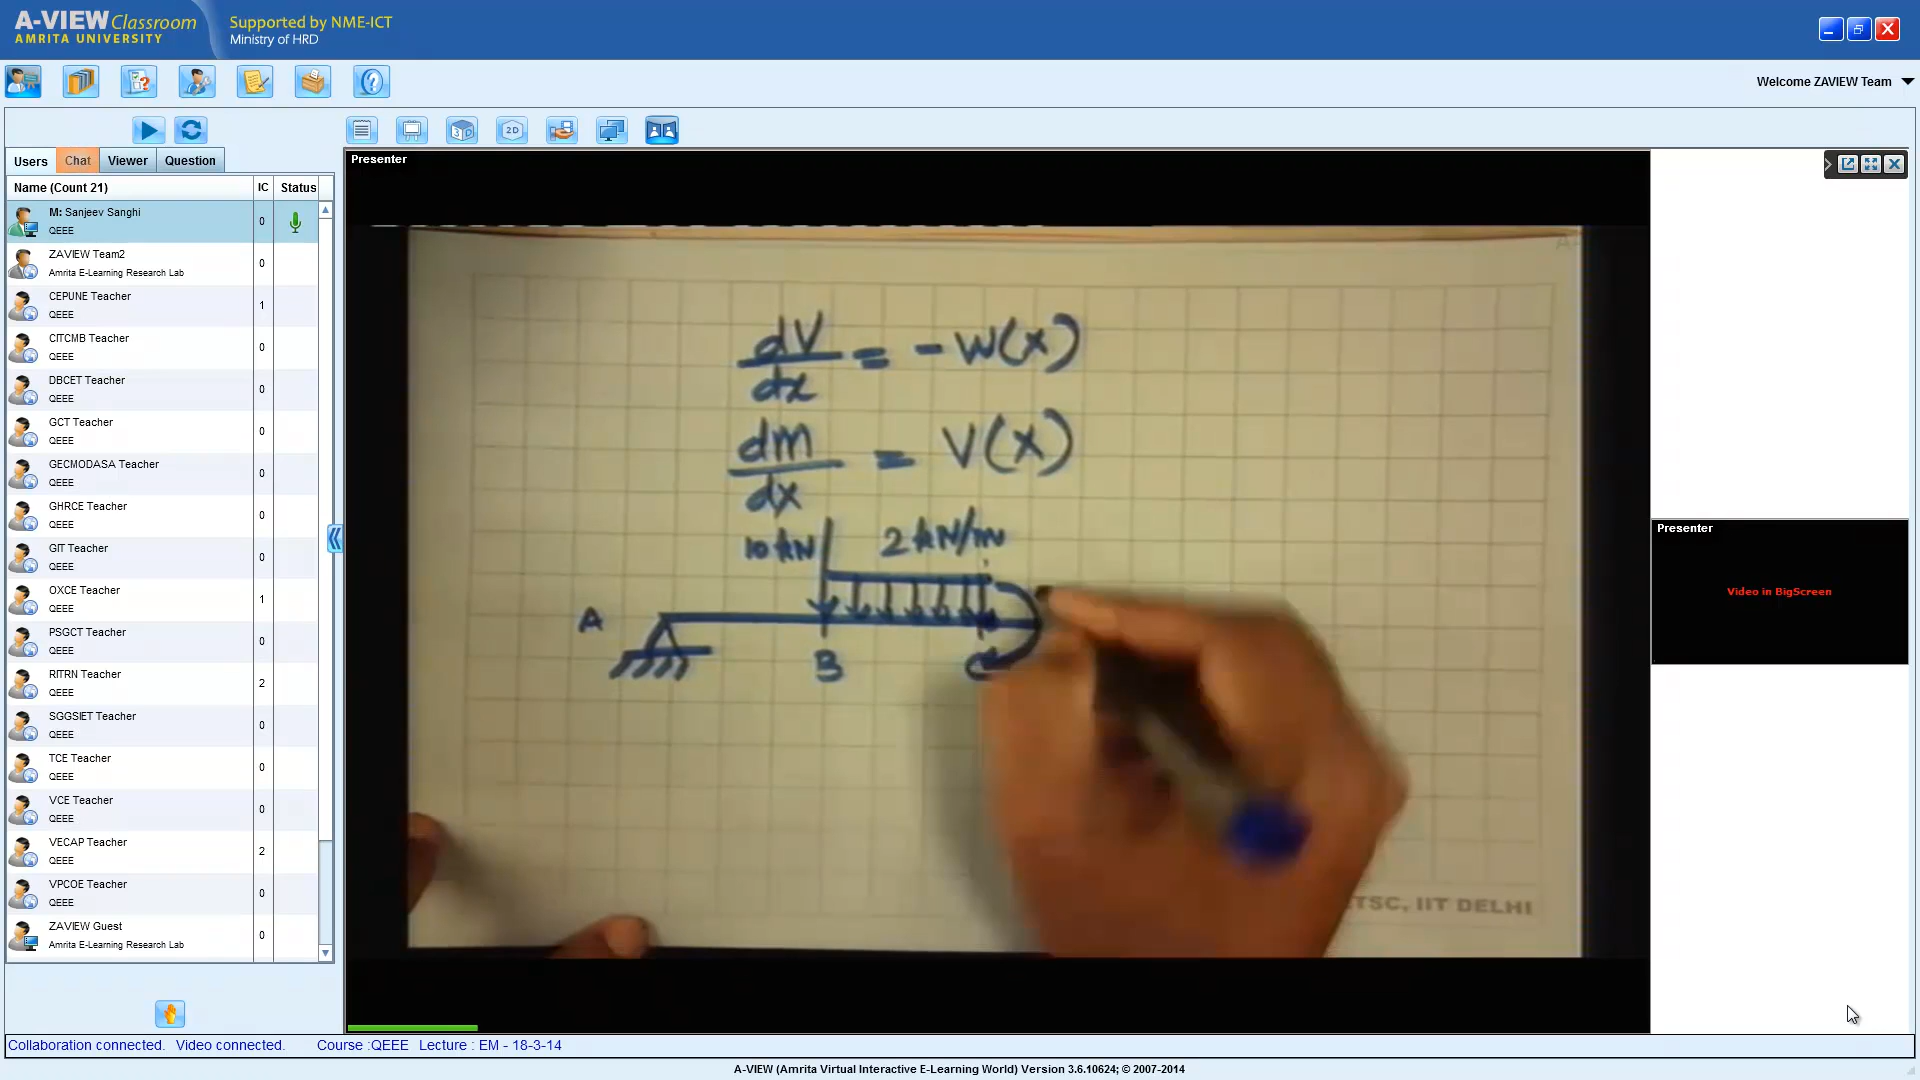 A-VIEW Classroom
AMRITA UNIVERSITY
Supported by NME-ICT
Ministry of HRD
Welcome ZAVIEW Team
3D
2D
Users Chat Viewer Question
Name (Count 21) IC Status
M: Sanjeev Sanghi
QEEE
0
ZAVIEW Team2
Amrita E-Learning Research Lab
0
CEPUNE Teacher
QEEE
1
CITCMB Teacher
QEEE
0
DBCET Teacher
QEEE
0
GCT Teacher
QEEE
0
GECMODASA Teacher
QEEE
0
GHRCE Teacher
QEEE
0
GIT Teacher
QEEE
0
OXCE Teacher
QEEE
1
PSGCT Teacher
QEEE
0
RITRN Teacher
QEEE
2
SGGSIET Teacher
QEEE
0
TCE Teacher
QEEE
0
VCE Teacher
QEEE
0
VECAP Teacher
QEEE
2
VPCOE Teacher
QEEE
0
ZAVIEW Guest
Amrita E-Learning Research Lab
0
Presenter
dV/dx = -W(x)
dm/dx = V(x)
10 kN 2 kN/m
A
B
ETSC, IIT DELHI
Presenter
Video in BigScreen
Collaboration connected. Video connected. Course :QEEE Lecture : EM - 18-3-14
A-VIEW (Amrita Virtual Interactive E-Learning World) Version 3.6.10624; © 2007-2014